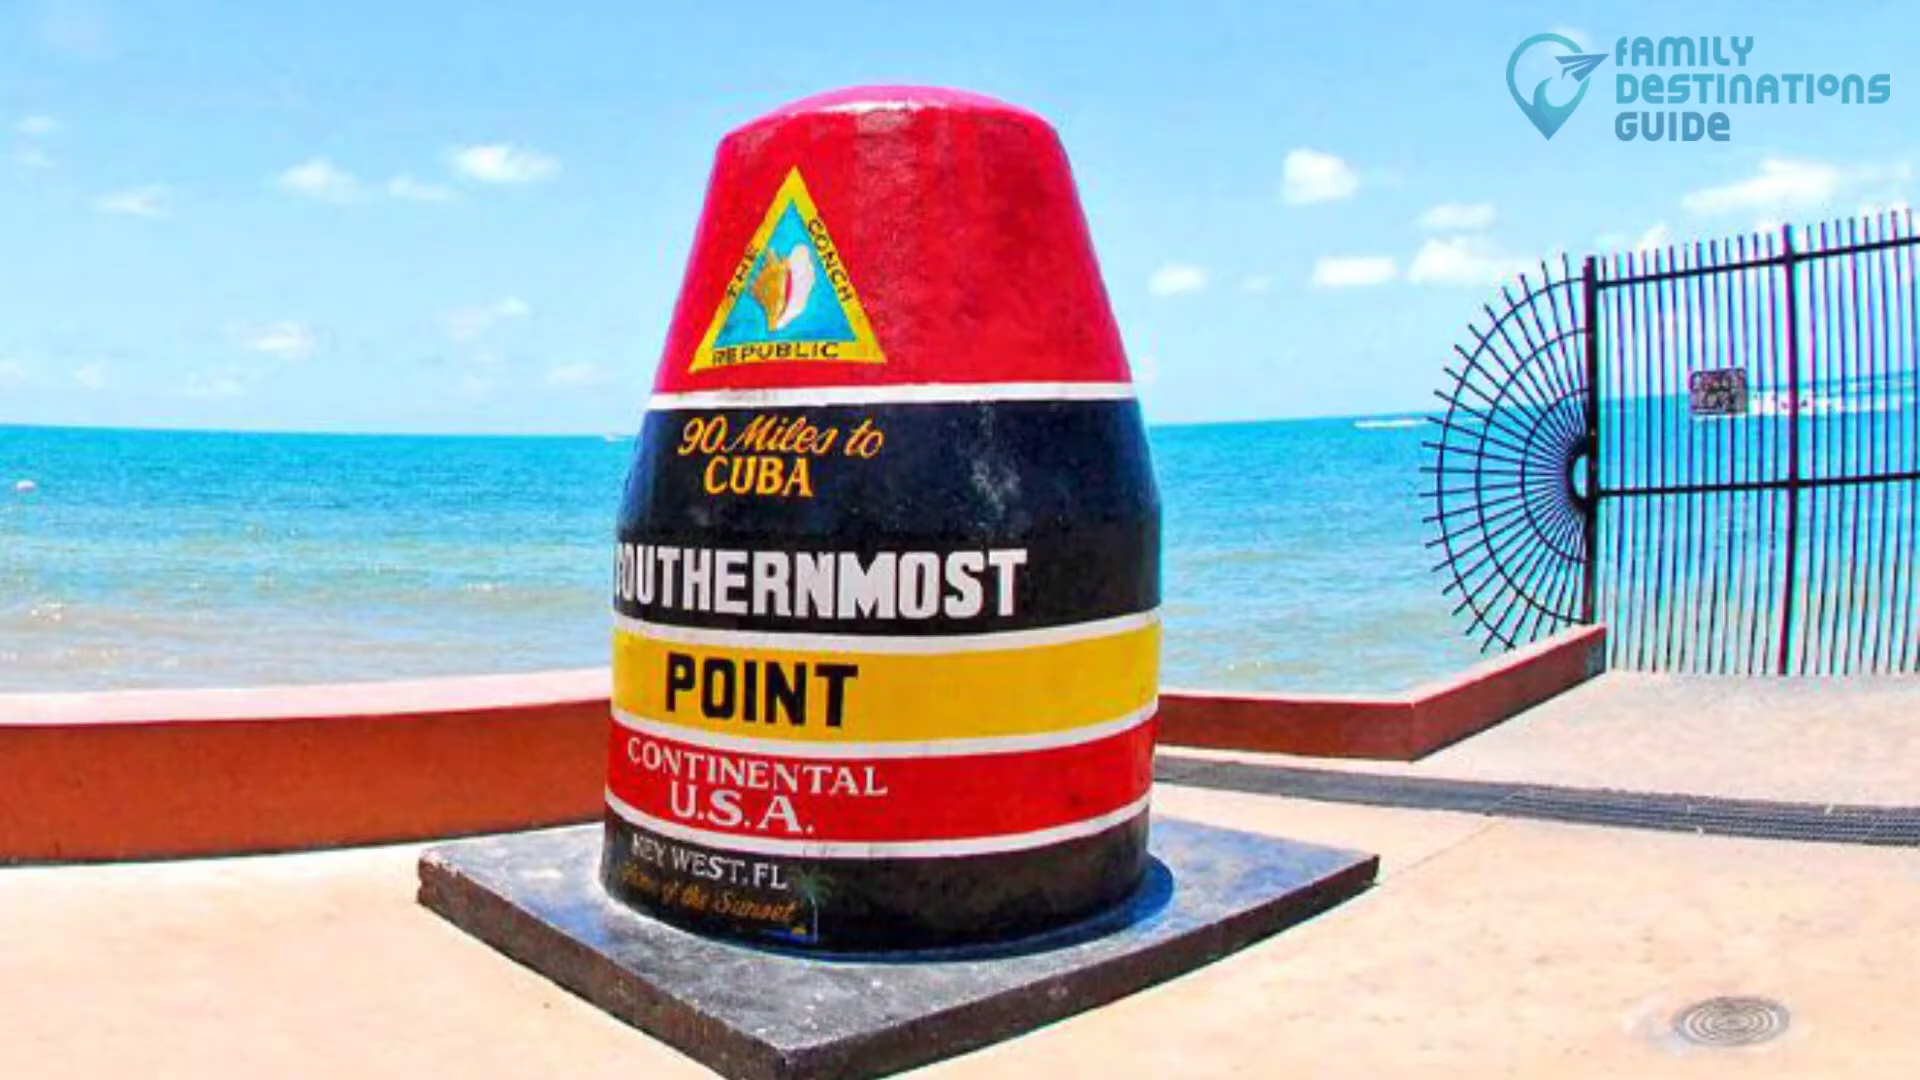 FAMILY
DESTINATIONS
GUIDE
THE CONCH
REPUBLIC
90 Miles to
CUBA
SOUTHERNMOST
POINT
CONTINENTAL
U.S.A.
KEY WEST, FL
Home of the Sunset